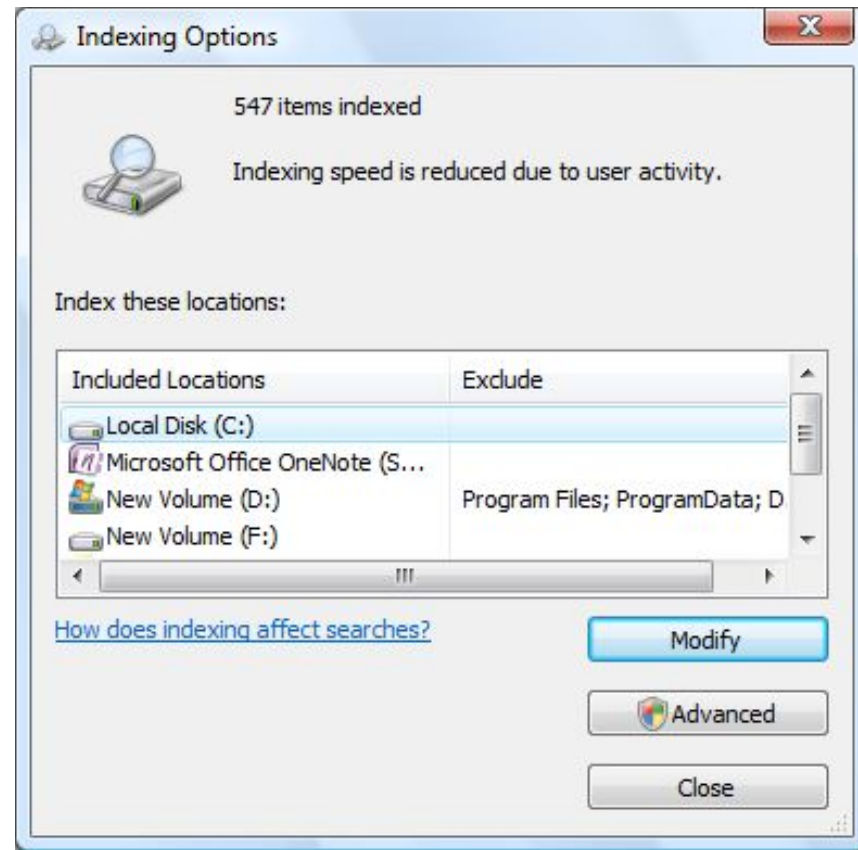 Indexing Options
547 items indexed
Indexing speed is reduced due to user activity.
Index these locations:
Included Locations Exclude
Local Disk (C:)
Microsoft Office OneNote (S...
New Volume (D:) Program Files; ProgramData; D
New Volume (F:)
How does indexing affect searches?
Modify
Advanced
Close